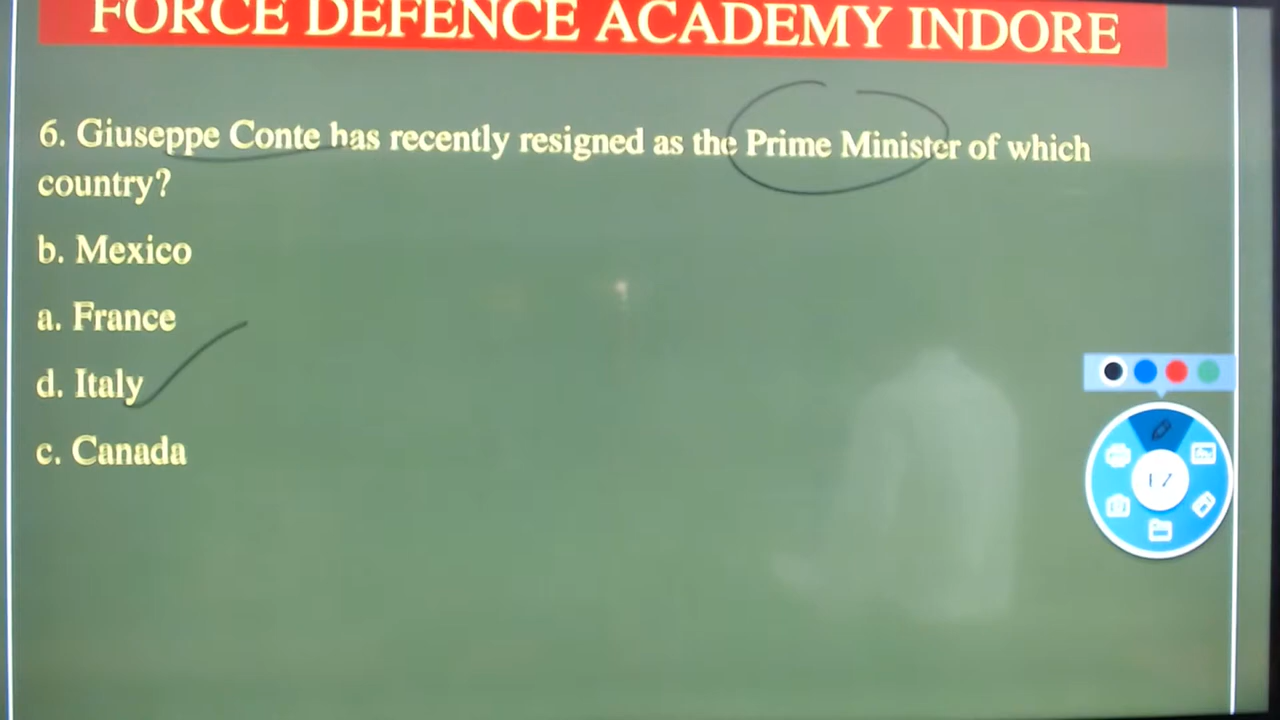 FORCE DEFENCE ACADEMY INDORE
6. Giuseppe Conte has recently resigned as the Prime Minister of which
country?
b. Mexico
a. France
d. Italy
c. Canada